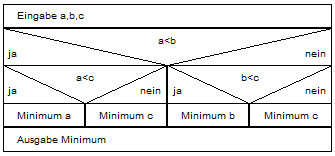 Eingabe a,b,c
a<b
ja nein
a<c b<c
ja nein ja nein
Minimum a Minimum c Minimum b Minimum c
Ausgabe Minimum